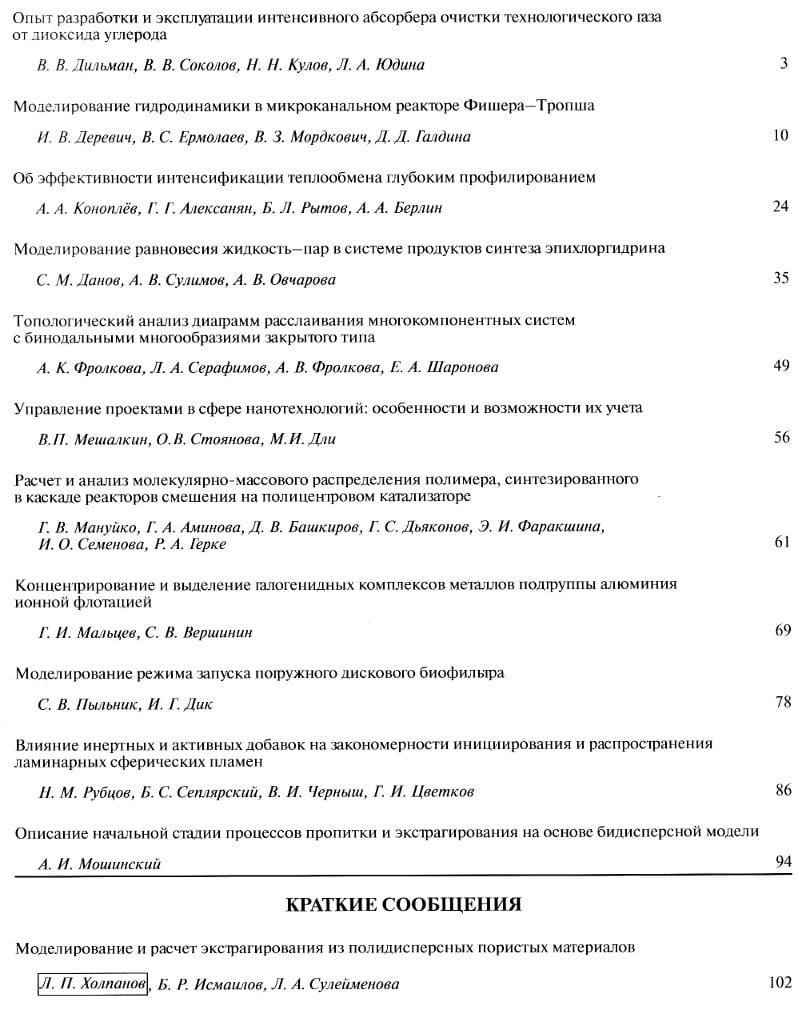 Опыт разработки и эксплуатации интенсивного абсорбера очистки технологического газа
от диоксида углерода
В. В. Дильман, В. В. Соколов, Н. Н. Кулов, Л. А. Юдина 3
Моделирование гидродинамики в микроканальном реакторе Фишера–Тропша
И. В. Деревич, В. С. Ермолаев, В. З. Мордкович, Д. Д. Галдина 10
Об эффективности интенсификации теплообмена глубоким профилированием
А. А. Коноплёв, Г. Г. Алексанян, Б. Л. Рытов, А. А. Берлин 24
Моделирование равновесия жидкость–пар в системе продуктов синтеза эпихлоргидрина
С. М. Данов, А. В. Сулимов, А. В. Овчарова 35
Топологический анализ диаграмм расслаивания многокомпонентных систем
с бинодальными многообразиями закрытого типа
А. К. Фролкова, Л. А. Серафимов, А. В. Фролкова, Е. А. Шаронова 49
Управление проектами в сфере нанотехнологий: особенности и возможности их учета
В.П. Мешалкин, О.В. Стоянова, М.И. Дли 56
Расчет и анализ молекулярно-массового распределения полимера, синтезированного
в каскаде реакторов смешения на полицентровом катализаторе
Г. В. Мануйко, Г. А. Аминова, Д. В. Башкиров, Г. С. Дьяконов, Э. И. Фаракшина,
И. О. Семенова, Р. А. Герке 61
Концентрирование и выделение галогенидных комплексов металлов подгруппы алюминия
ионной флотацией
Г. И. Мальцев, С. В. Вершинин 69
Моделирование режима запуска погружного дискового биофильтра
С. В. Пыльник, И. Г. Дик 78
Влияние инертных и активных добавок на закономерности инициирования и распространения
ламинарных сферических пламен
Н. М. Рубцов, Б. С. Сеплярский, В. И. Черныш, Г. И. Цветков 86
Описание начальной стадии процессов пропитки и экстрагирования на основе бидисперсной модели
А. И. Мошинский 94
КРАТКИЕ СООБЩЕНИЯ
Моделирование и расчет экстрагирования из полидисперсных пористых материалов
Л. П. Холпанов, Б. Р. Исмаилов, Л. А. Сулейменова 102